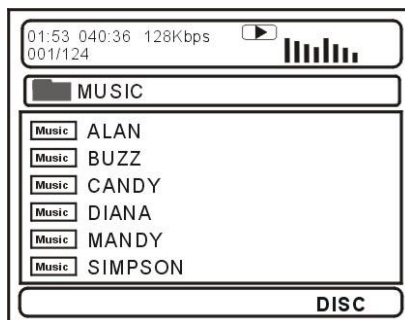 01:53 040:36 128Kbps
001/124
MUSIC
Music ALAN
Music BUZZ
Music CANDY
Music DIANA
Music MANDY
Music SIMPSON
DISC